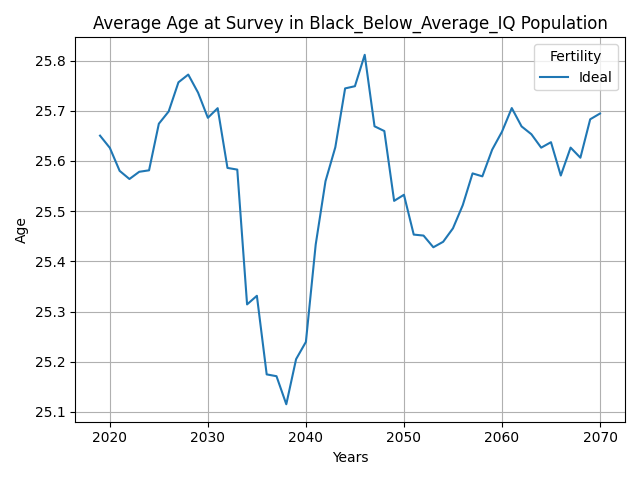 Average Age at Survey in Black_Below_Average_IQ Population
Fertility
Ideal
25.8
25.7
25.6
25.5
25.4
25.3
25.2
25.1
Age
2020 2030 2040 2050 2060 2070
Years